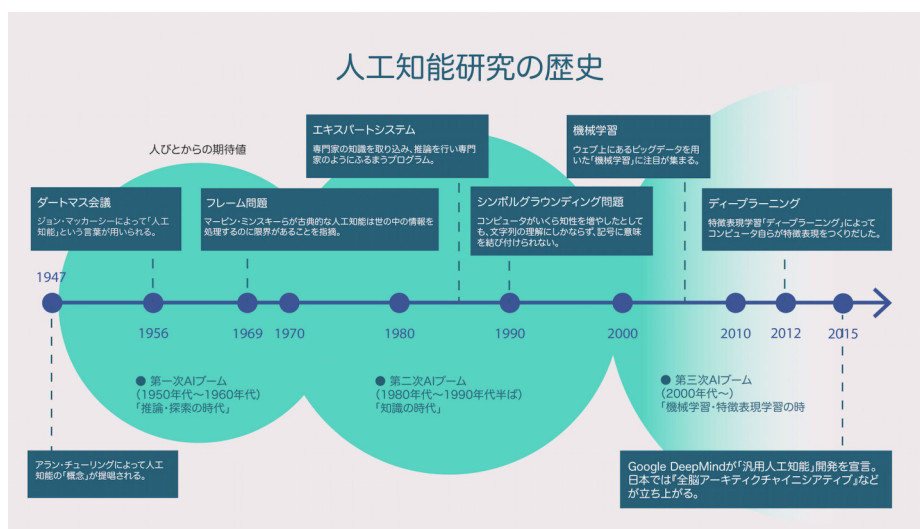 人工知能研究の歴史
人びとからの期待値
エキスパートシステム
専門家の知識を取り込み、推論を行い専門
家のようにふるまうプログラム。
機械学習
ウェブ上にあるビッグデータを用
いた「機械学習」に注目が集まる。
ダートマス会議
ジョン・マッカーシーによって「人工
知能」という言葉が用いられる。
フレーム問題
マービン・ミンスキーらが古典的な人工知能は世の中の情報を
処理するのに限界があることを指摘。
シンボルグラウンディング問題
コンピュータがいくら知性を増やしたとして
も、文字列の理解にしかならず、記号に意味
を結び付けられない。
ディープラーニング
特徴表現学習「ディープラーニング」によって
コンピュータ自らが特徴表現をつくりだした。
1947
1956
1969
1970
1980
1990
2000
2010
2012
2015
● 第一次AIブーム
(1950年代〜1960年代)
「推論・探索の時代」
● 第二次AIブーム
(1980年代〜1990年代半ば)
「知識の時代」
● 第三次AIブーム
(2000年代〜)
「機械学習・特徴表現学習の時
アラン・チューリングによって人工
知能の「概念」が提唱される。
Google DeepMindが「汎用人工知能」開発を宣言。
日本では『全脳アーキティクチャイニシアティブ』など
が立ち上がる。